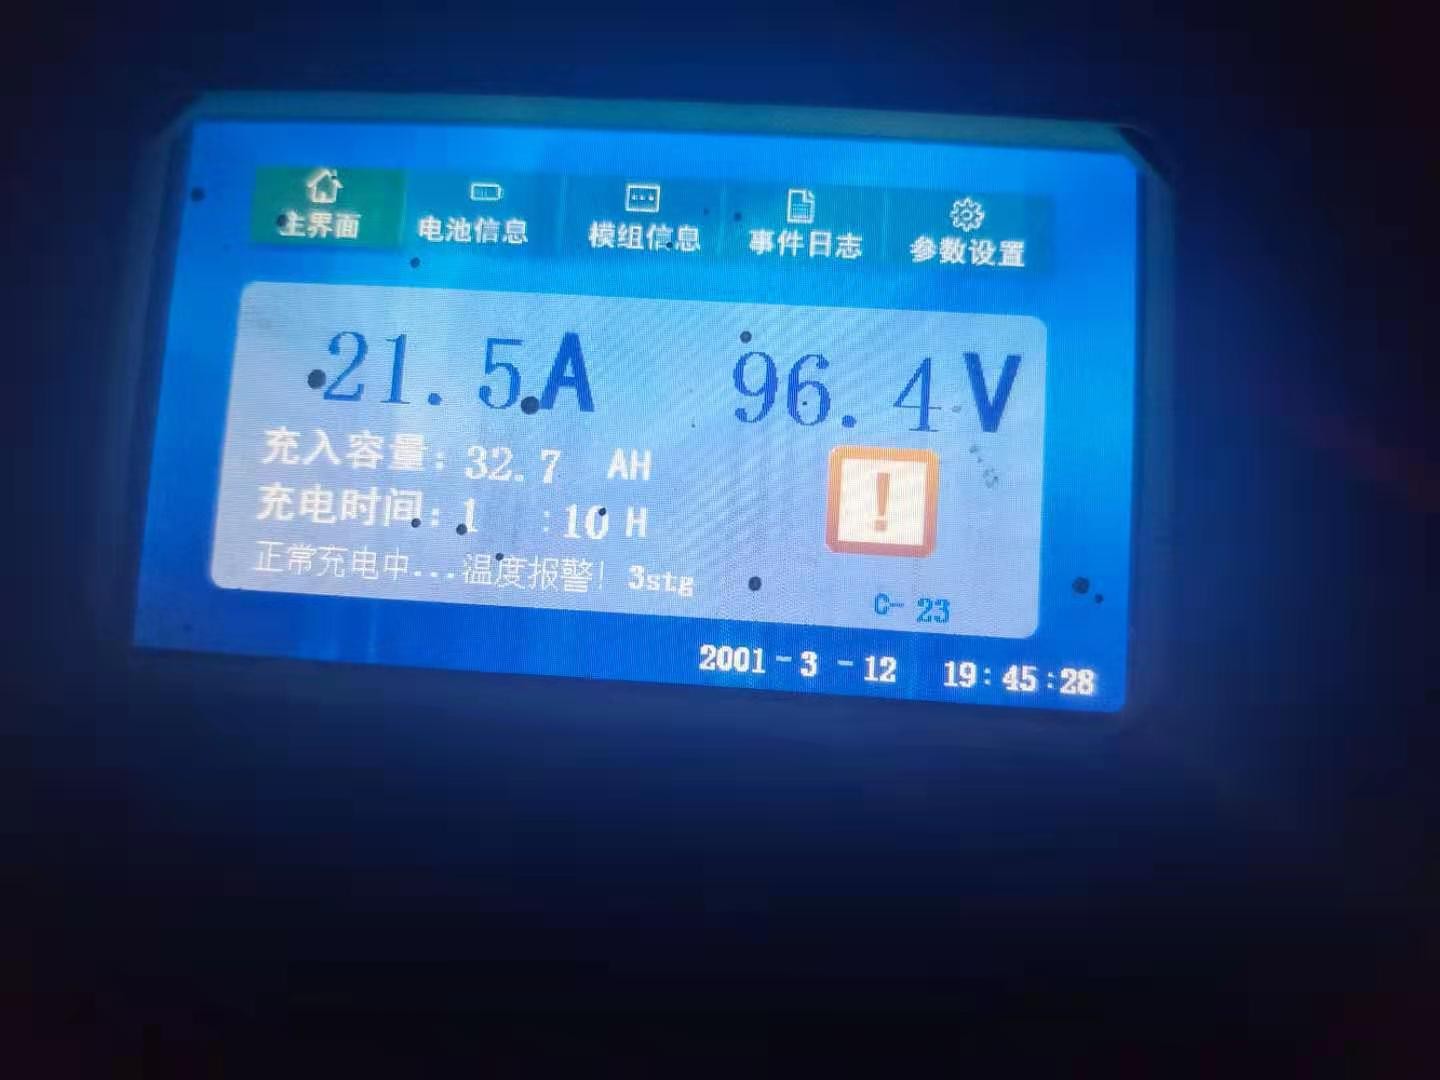 主界面 电池信息 模组信息 事件日志 参数设置
21.5A 96.4V
充入容量: 32.7 AH
充电时间: 1 :10 H
正常充电中...温度报警! 3stg
C- 23
2001-3-12 19:45:28